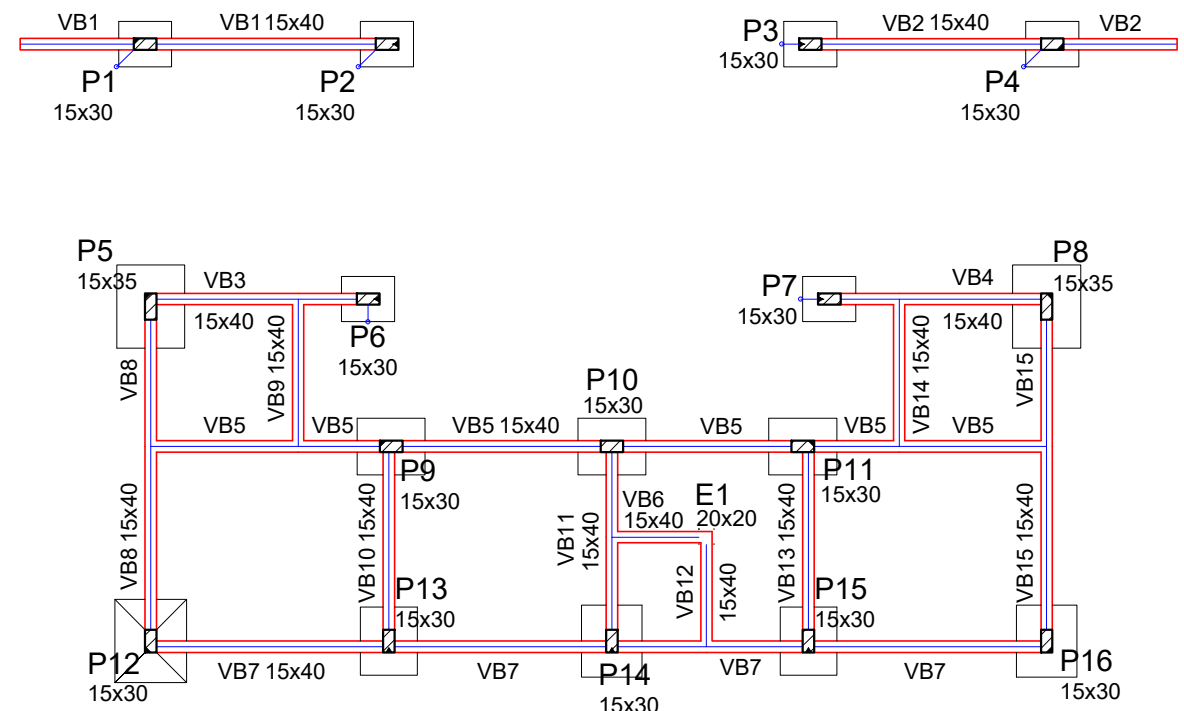 VB1
VB1 15x40
P1
15x30
P2
15x30
P3
15x30
VB2 15x40
VB2
P4
15x30
P5
15x35
VB3
15x40
P6
15x30
VB9 15x40
VB8
P7
15x30
VB4
15x40
P8
15x35
VB14 15x40
VB15
P10
15x30
VB5
VB5
VB5 15x40
VB5
VB5
VB5
P9
15x30
P11
15x30
VB8 15x40
VB10 15x40
VB11
15x40
VB6
15x40
E1
20x20
VB12
15x40
VB13 15x40
VB15 15x40
P13
15x30
P15
15x30
P12
15x30
VB7 15x40
VB7
P14
15x30
VB7
VB7
P16
15x30